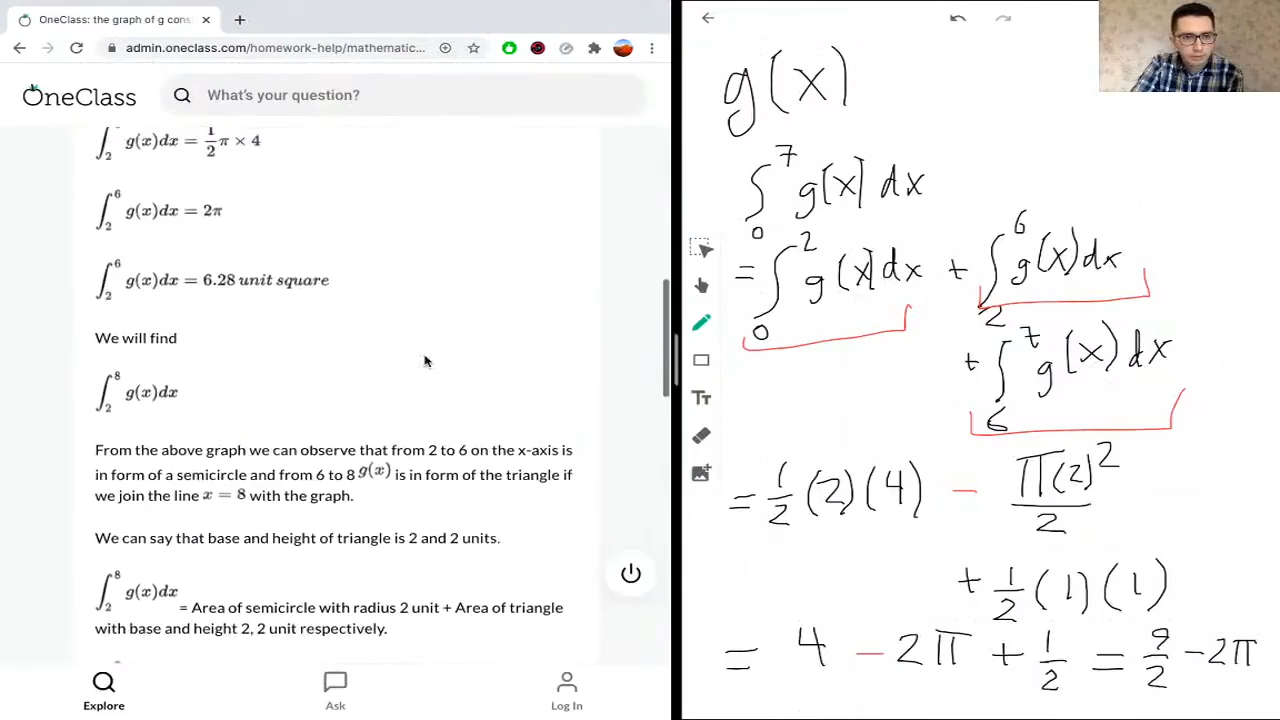 OneClass: the graph of g cons
admin.oneclass.com/homework-help/mathematic...
OneClass
What's your question?
∫₂ g(x)dx = 1/2 π × 4
∫₂⁶ g(x)dx = 2π
∫₂⁶ g(x)dx = 6.28 unit square
We will find
∫₂⁸ g(x)dx
From the above graph we can observe that from 2 to 6 on the x-axis is
in form of a semicircle and from 6 to 8 g(x) is in form of the triangle if
we join the line x = 8 with the graph.
We can say that base and height of triangle is 2 and 2 units.
∫₂⁸ g(x)dx = Area of semicircle with radius 2 unit + Area of triangle
with base and height 2, 2 unit respectively.
Explore
Ask
Log In
g(x)
∫₀⁷ g(x) dx
= ∫₀² g(x) dx + ∫₂⁶ g(x) dx
+ ∫₆⁷ g(x) dx
= 1/2 (2)(4) − π(2)²/2
+ 1/2 (1)(1)
= 4 − 2π + 1/2 = 9/2 − 2π
Tт